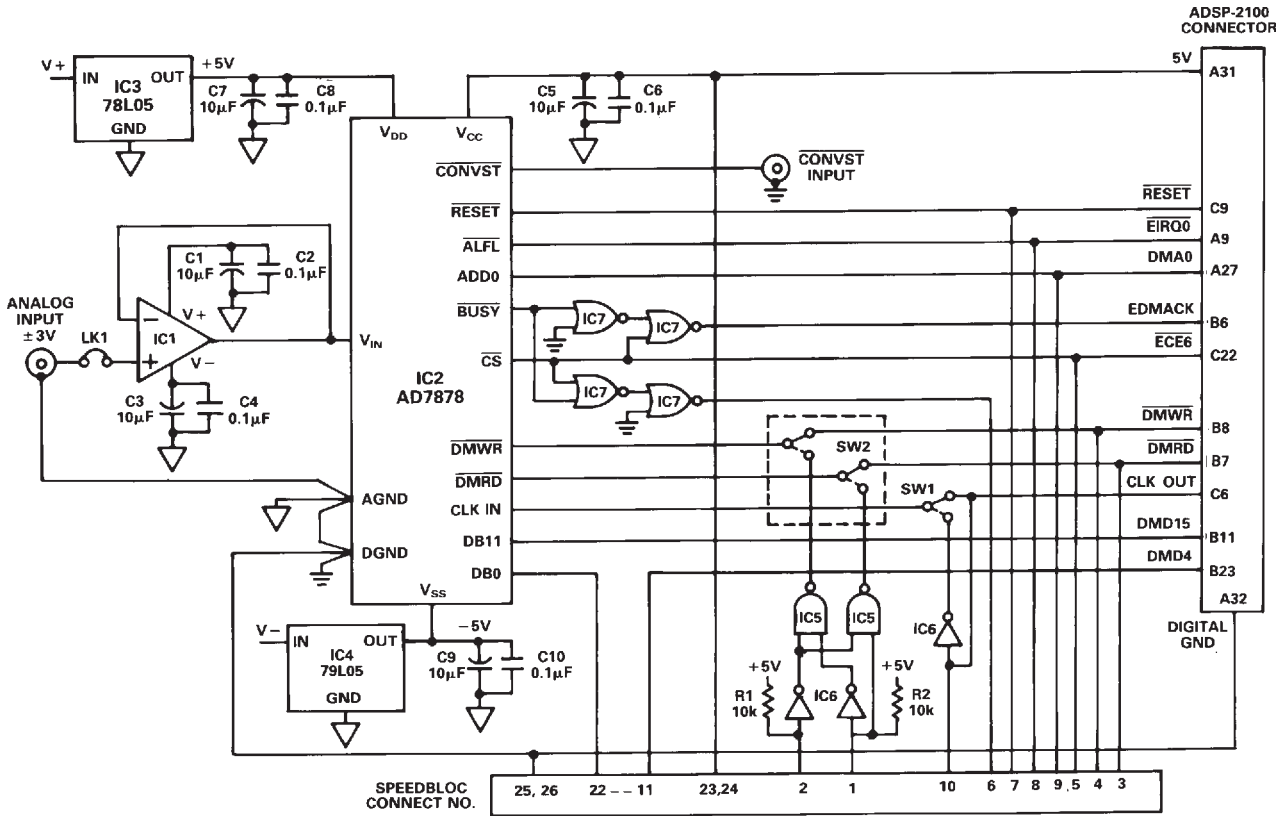 ADSP-2100
CONNECTOR
V+
IN
IC3
OUT
78L05
GND
+5V
C7
10µF
C8
0.1µF
C5
10µF
C6
0.1µF
5V
A31
VDD
VCC
CONVST
CONVST
INPUT
RESET
RESET
C9
ALFL
EIRQ0
A9
ADD0
DMA0
A27
C1
10µF
C2
0.1µF
BUSY
IC7
IC7
EDMACK
B6
ANALOG
INPUT
±3V
LK1
IC1
V+
V−
VIN
CS
ECE6
C22
IC2
AD7878
IC7
IC7
C3
10µF
C4
0.1µF
DMWR
SW2
DMWR
B8
DMRD
DMRD
B7
AGND
CLK IN
SW1
CLK OUT
C6
DB11
DMD15
B11
DGND
DB0
DMD4
B23
VSS
A32
DIGITAL
GND
V−
IN
OUT
IC4
79L05
GND
−5V
C9
10µF
C10
0.1µF
IC5
IC5
IC6
+5V
R1
10k
IC6
+5V
R2
10k
SPEEDBLOC
CONNECT NO.
25, 26 22 – – 11 23,24 2 1 10 6 7 8 9 5 4 3